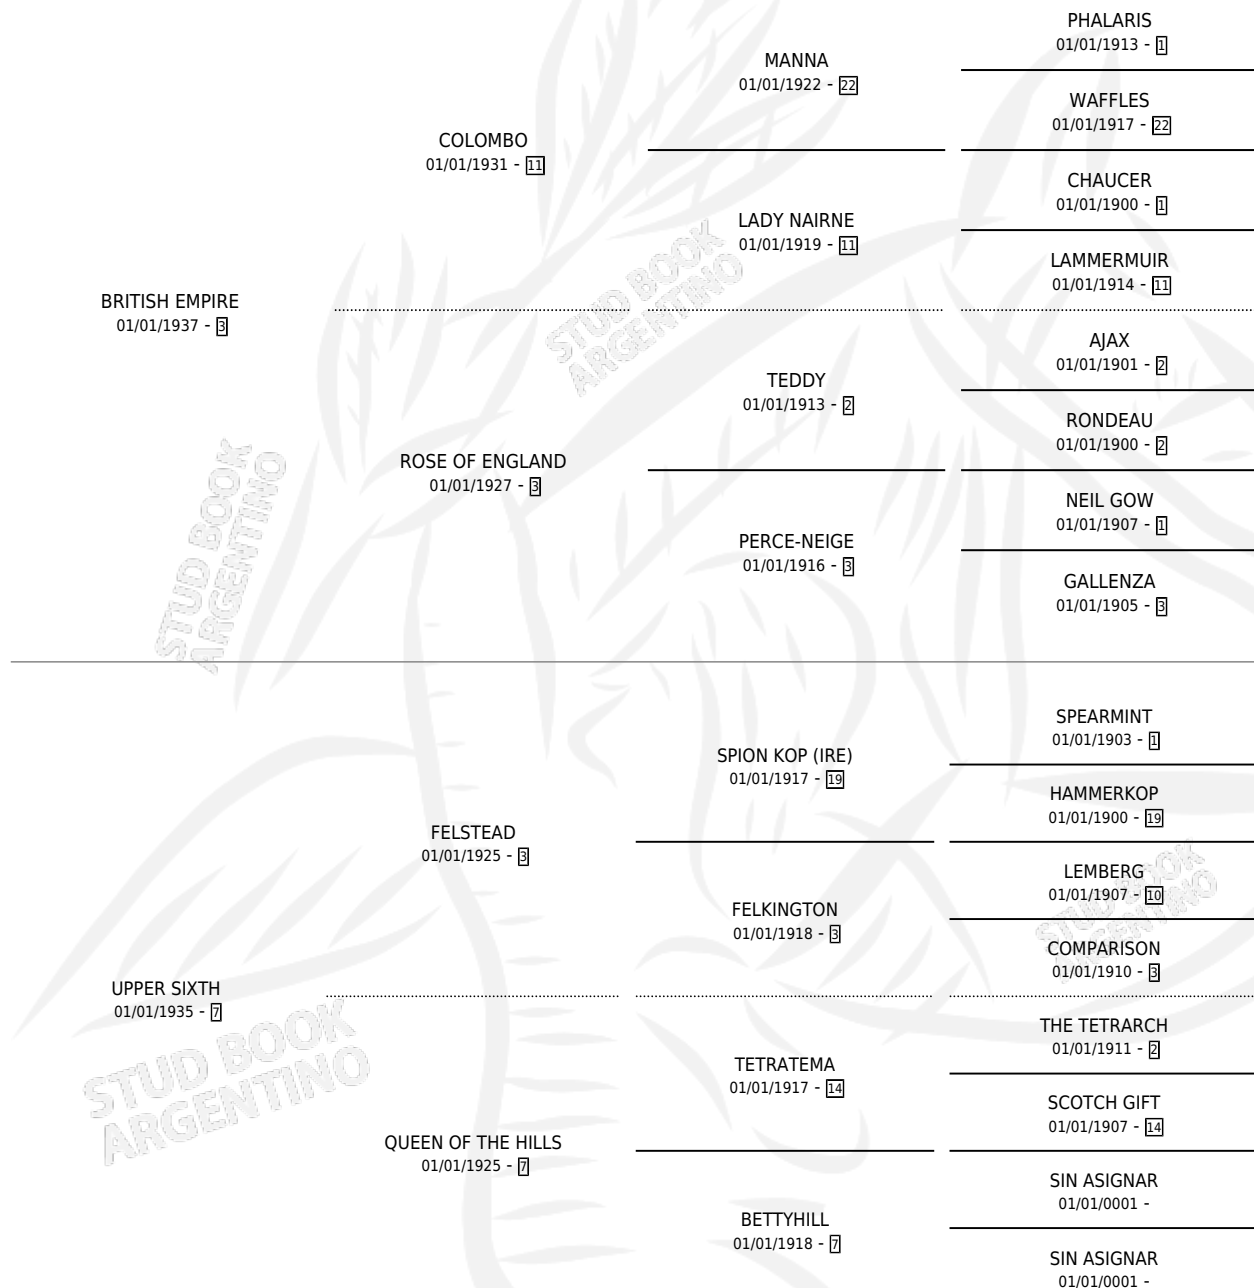 PHALARIS
01/01/1913 - 1
MANNA
01/01/1922 - 22
WAFFLES
01/01/1917 - 22
COLOMBO
01/01/1931 - 11
CHAUCER
01/01/1900 - 1
LADY NAIRNE
01/01/1919 - 11
LAMMERMUIR
01/01/1914 - 11
BRITISH EMPIRE
01/01/1937 - 3
STUD BOOK
ARGENTINO
AJAX
01/01/1901 - 2
TEDDY
01/01/1913 - 2
RONDEAU
01/01/1900 - 2
ROSE OF ENGLAND
01/01/1927 - 3
NEIL GOW
01/01/1907 - 1
PERCE-NEIGE
01/01/1916 - 3
GALLENZA
01/01/1905 - 3
STUD BOOK
ARGENTINO
SPEARMINT
01/01/1903 - 1
SPION KOP (IRE)
01/01/1917 - 19
HAMMERKOP
01/01/1900 - 19
FELSTEAD
01/01/1925 - 3
LEMBERG
01/01/1907 - 10
FELKINGTON
01/01/1918 - 3
STUD BOOK
ARGENTINO
COMPARISON
01/01/1910 - 3
UPPER SIXTH
01/01/1935 - 7
STUD BOOK
ARGENTINO
THE TETRARCH
01/01/1911 - 2
TETRATEMA
01/01/1917 - 14
SCOTCH GIFT
01/01/1907 - 14
QUEEN OF THE HILLS
01/01/1925 - 7
SIN ASIGNAR
01/01/0001 -
BETTYHILL
01/01/1918 - 7
SIN ASIGNAR
01/01/0001 -